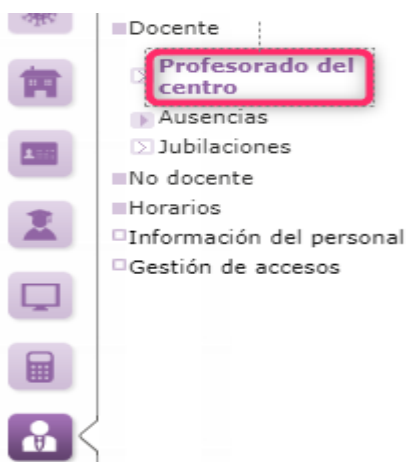 Docente
Profesorado del
centro
Ausencias
Jubilaciones
No docente
Horarios
Información del personal
Gestión de accesos